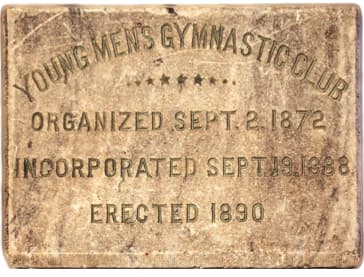 YOUNG MEN'S GYMNASTIC CLUB
ORGANIZED SEPT. 2. 1872
INCORPORATED SEPT. 19. 1888
ERECTED 1890